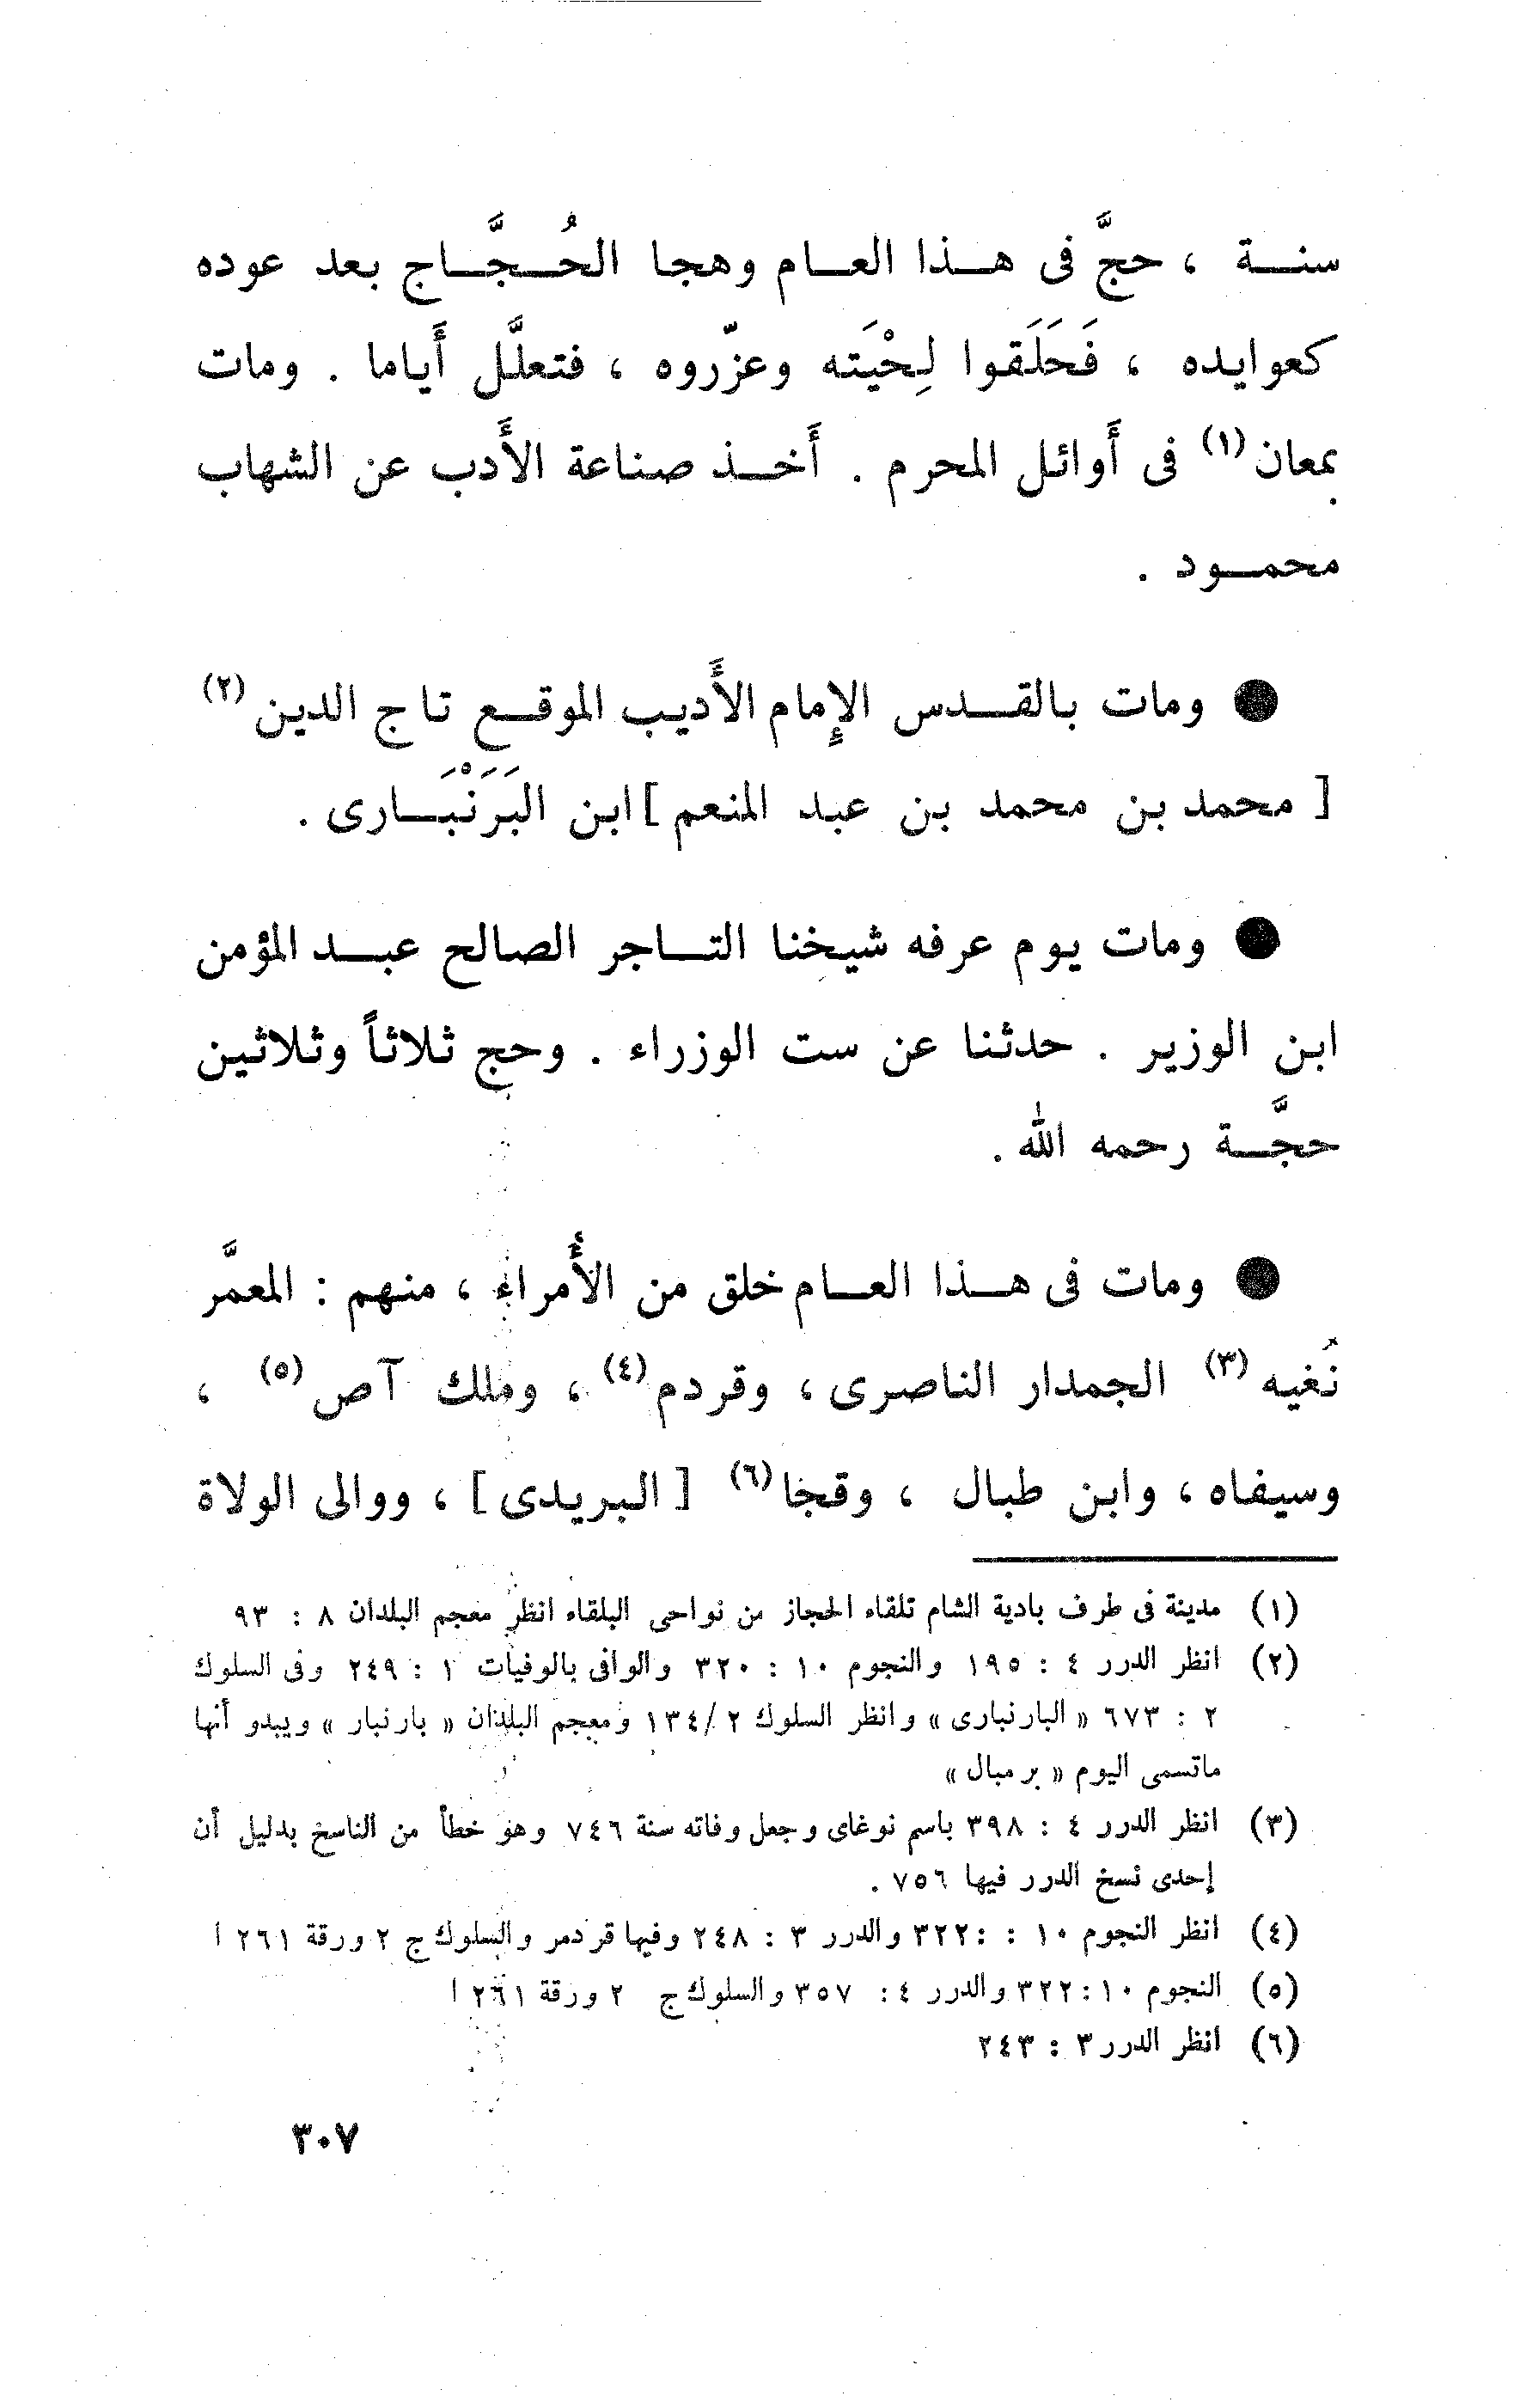 سنة ، حجَّ فى هذا العام وهجا الحُجَّاج بعد عوده
كعوايده ، فَحَلَقوا لِحْيَته وعزّروه ، فتعلَّل أَياما . ومات
بمعان (١) فى أَوائل المحرم . أَخذ صناعة الأَدب عن الشهاب
محمود .
● ومات بالقدس الإِمام الأَديب الموقع تاج الدين (٢)
[ محمد بن محمد بن عبد المنعم ] ابن البَرَنْبَارى .
● ومات يوم عرفه شيخنا التاجر الصالح عبد المؤمن
ابن الوزير . حدثنا عن ست الوزراء . وحج ثلاثاً وثلاثين
حجَّة رحمه الله .
● ومات فى هذا العام خلق من الأُمراء ، منهم : المعمَّر
نُغيه (٣) الجمدار الناصرى ، وقردم (٤) ، وملك آص (٥) ،
وسيفاه ، وابن طبال ، وقجا (٦) [ البريدى ] ، ووالى الولاة
(١) مدينة فى طرف بادية الشام تلقاء الحجاز من نواحى البلقاء انظر معجم البلدان ٨ : ٩٣
(٢) انظر الدرر ٤ : ١٩٥ والنجوم ١٠ : ٣٢٠ والوافى بالوفيات ١ : ٢٤٩ وفى السلوك
٢ : ٦٧٣ « البارنبارى » وانظر السلوك ٢ /١٣٤ ومعجم البلدان « بارنبار » ويبدو أنها
ماتسمى اليوم « برمبال »
(٣) انظر الدرر ٤ : ٣٩٨ باسم نوغاى وجعل وفاته سنة ٧٤٦ وهو خطأ من الناسخ بدليل أن
إحدى نسخ الدرر فيها ٧٥٦ .
(٤) انظر النجوم ١٠ : :٣٢٢ والدرر ٣ : ٢٤٨ وفيها قردمر والسلوك ج ٢ ورقة ٢٦١ ا
(٥) النجوم ١٠ :٣٢٢ والدرر ٤ : ٣٥٧ والسلوك ج ٢ ورقة ٢٦١ ا
(٦) انظر الدرر ٣ : ٢٤٣
٣٠٧